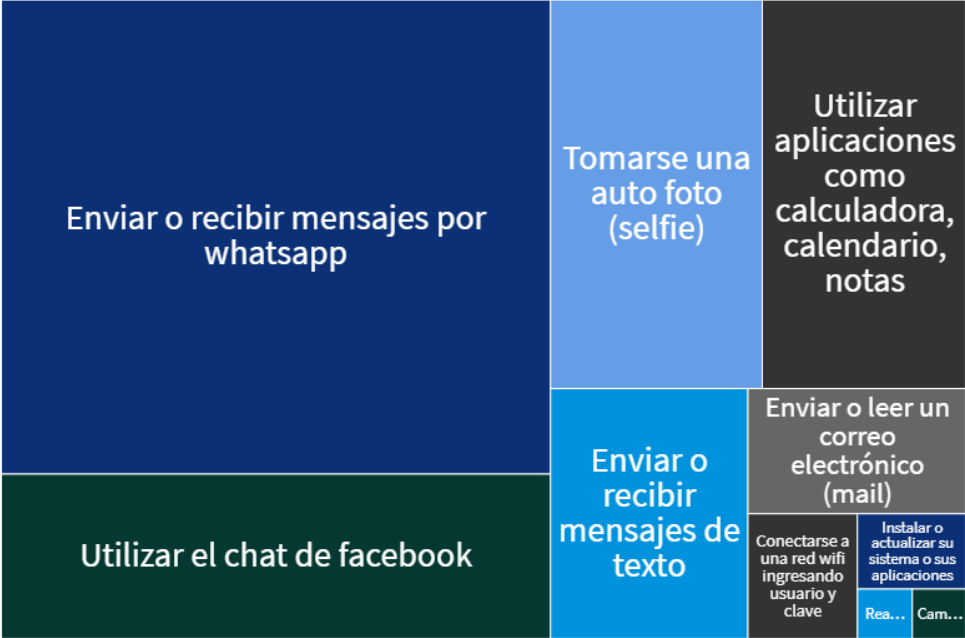 Enviar o recibir mensajes por
whatsapp
Utilizar el chat de facebook
Tomarse una
auto foto
(selfie)
Utilizar
aplicaciones
como
calculadora,
calendario,
notas
Enviar o
recibir
mensajes de
texto
Enviar o leer un
correo
electrónico
(mail)
Conectarse a
una red wifi
ingresando
usuario y
clave
Instalar o
actualizar su
sistema o sus
aplicaciones
Rea...
Cam...